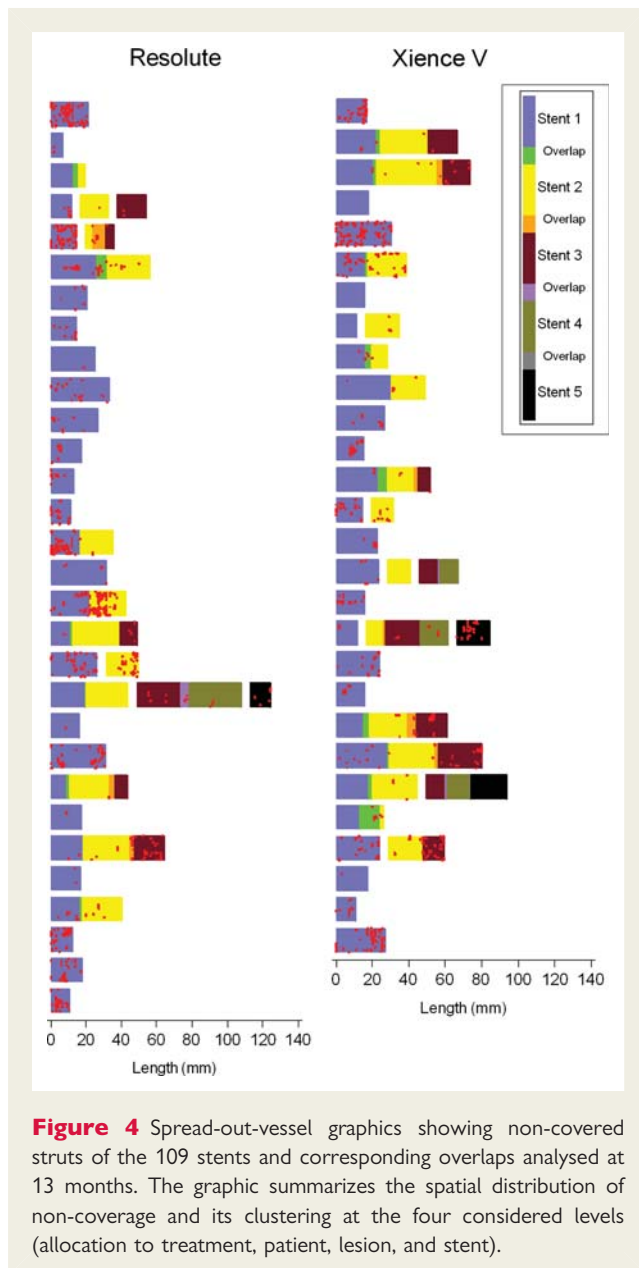 Resolute
Xience V
Stent 1
Overlap
Stent 2
Overlap
Stent 3
Overlap
Stent 4
Overlap
Stent 5
0 20 40 60 80 100 120 140
Length (mm)
0 20 40 60 80 100 120 140
Length (mm)
Figure 4 Spread-out-vessel graphics showing non-covered
struts of the 109 stents and corresponding overlaps analysed at
13 months. The graphic summarizes the spatial distribution of
non-coverage and its clustering at the four considered levels
(allocation to treatment, patient, lesion, and stent).